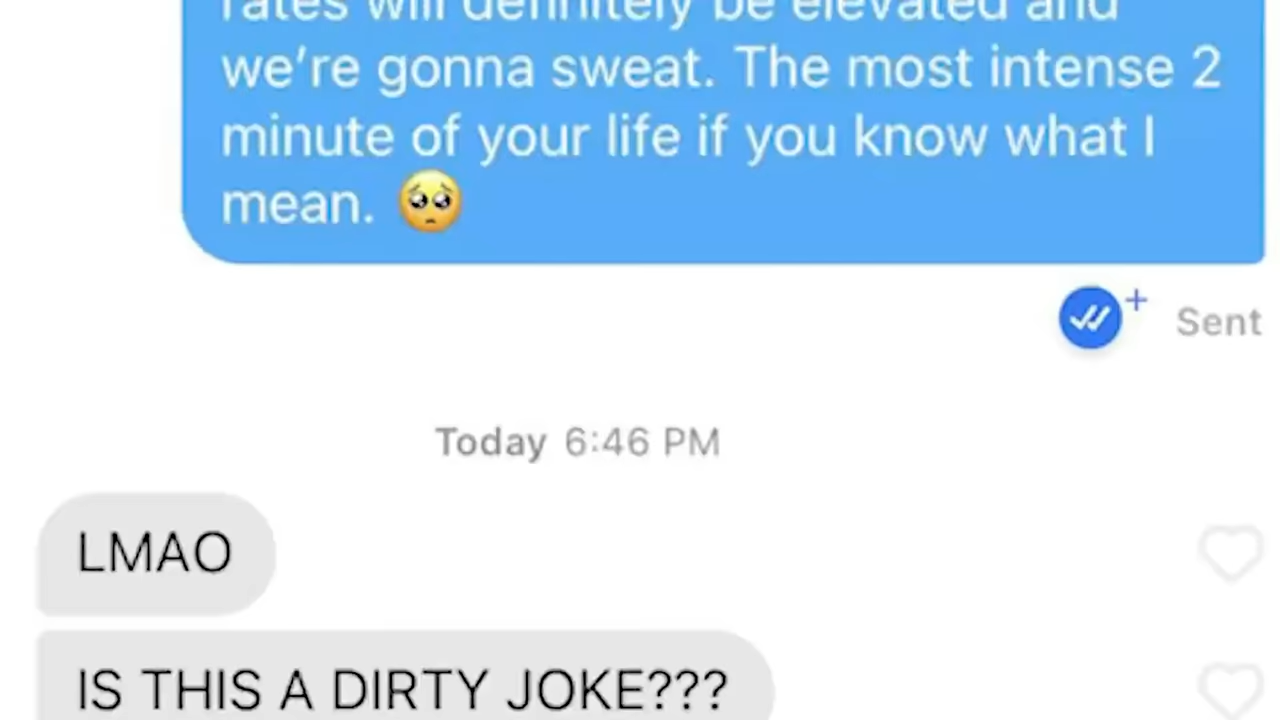 rates will definitely be elevated and
we’re gonna sweat. The most intense 2
minute of your life if you know what I
mean. 🥺
Sent
Today 6:46 PM
LMAO
IS THIS A DIRTY JOKE???